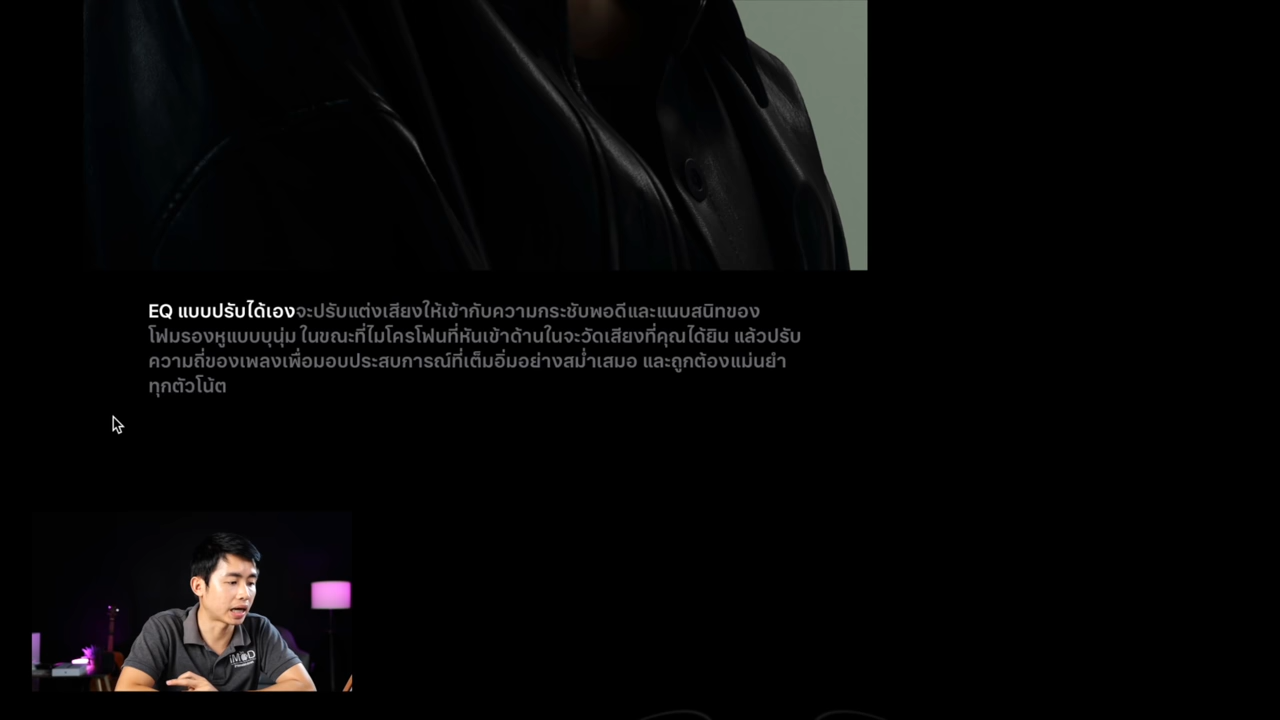 EQ แบบปรับได้เองจะปรับแต่งเสียงให้เข้ากับความกระชับพอดีและแนบสนิทของ
โฟมรองหูแบบบุนุ่ม ในขณะที่ไมโครโฟนที่หันเข้าด้านในจะวัดเสียงที่คุณได้ยิน แล้วปรับ
ความถี่ของเพลงเพื่อมอบประสบการณ์ที่เต็มอิ่มอย่างสม่ำเสมอ และถูกต้องแม่นยำ
ทุกตัวโน้ต
iMoD